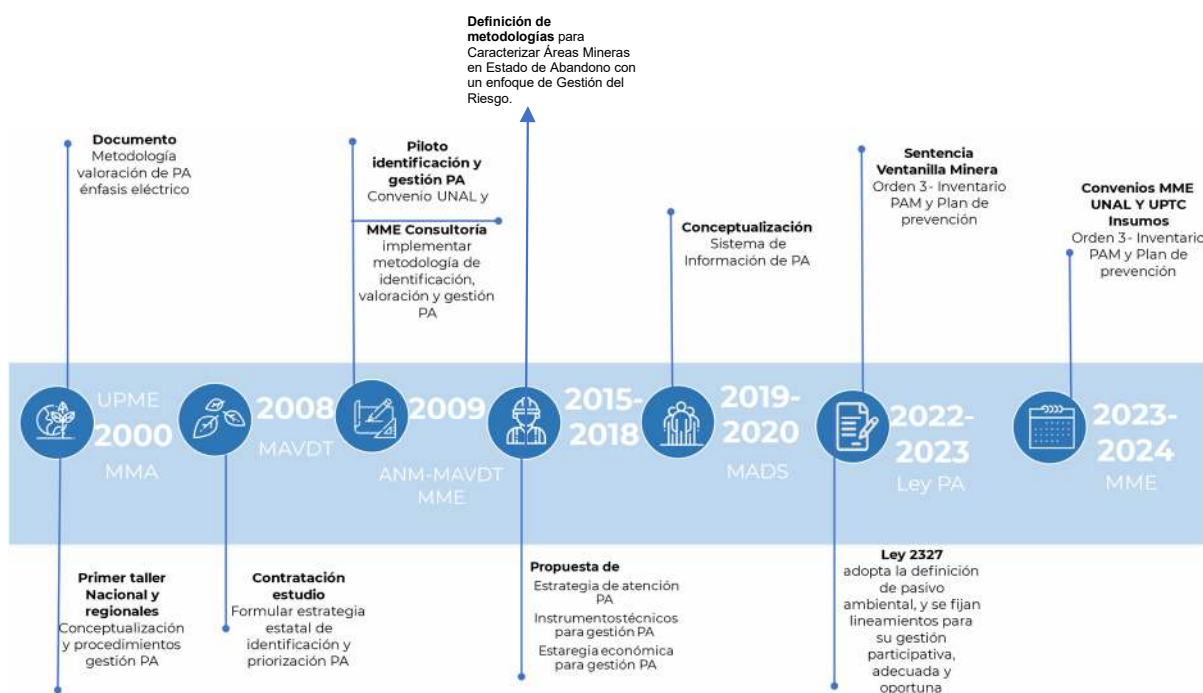 Definición de
metodologías para
Caracterizar Áreas Mineras
en Estado de Abandono con
un enfoque de Gestión del
Riesgo.
Documento
Metodología
valoración de PA
énfasis eléctrico
Piloto
identificación y
gestión PA
Convenio UNAL y
MME Consultoría
implementar
metodología de
identificación,
valoración y gestión
PA
Conceptualización
Sistema de
Información de PA
Sentencia
Ventanilla Minera
Orden 3- Inventario
PAM y Plan de
prevención
Convenios MME
UNAL Y UPTC
Insumos
Orden 3- Inventario
PAM y Plan de
prevención
UPME
2000
MMA
2008
MAVDT
2009
ANM-MAVDT
MME
2015-
2018
2019-
2020
MADS
2022-
2023
Ley PA
2023-
2024
MME
Primer taller
Nacional y
regionales
Conceptualización
y procedimientos
gestión PA
Contratación
estudio
Formular estrategia
estatal de
identificación y
priorización PA
Propuesta de
Estrategia de atención
PA
Instrumentos técnicos
para gestión PA
Estaregia económica
para gestión PA
Ley 2327
adopta la definición
de pasivo
ambiental, y se fijan
lineamientos para
su gestión
participativa,
adecuada y
oportuna